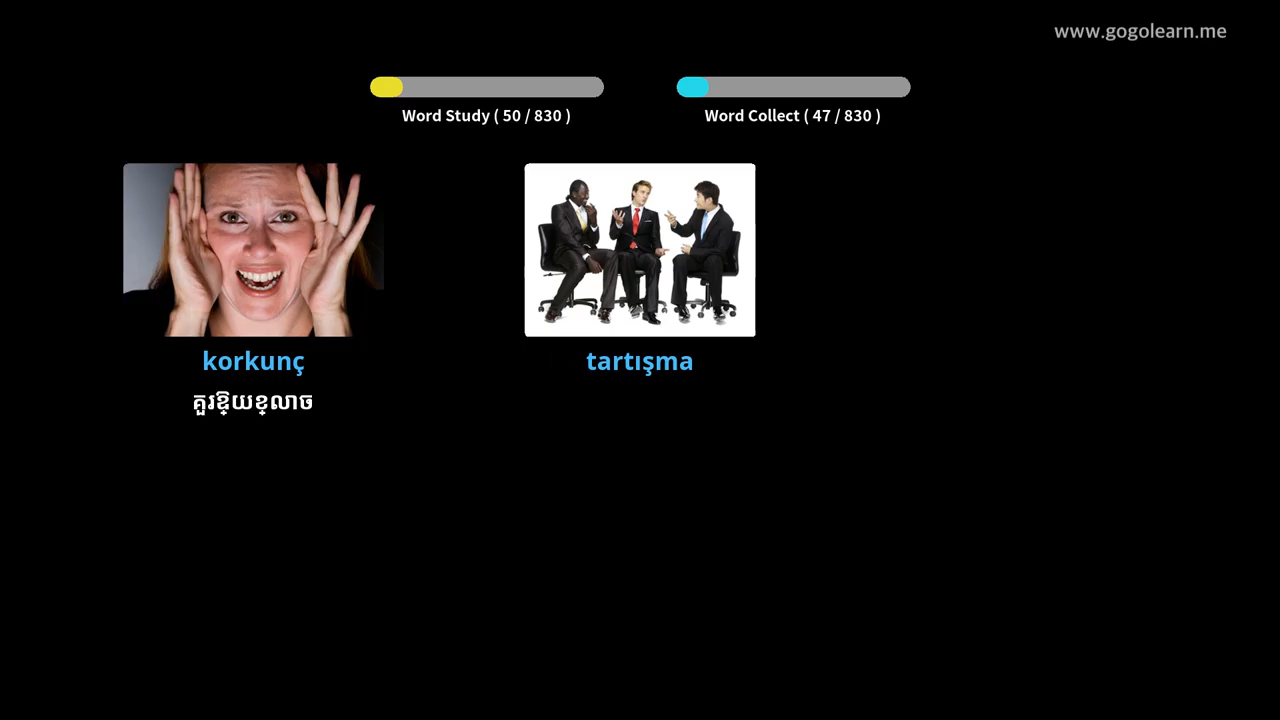 www.gogolearn.me
Word Study ( 50 / 830 )
Word Collect ( 47 / 830 )
korkunç
គួរឱ្យខ្លាច
tartışma